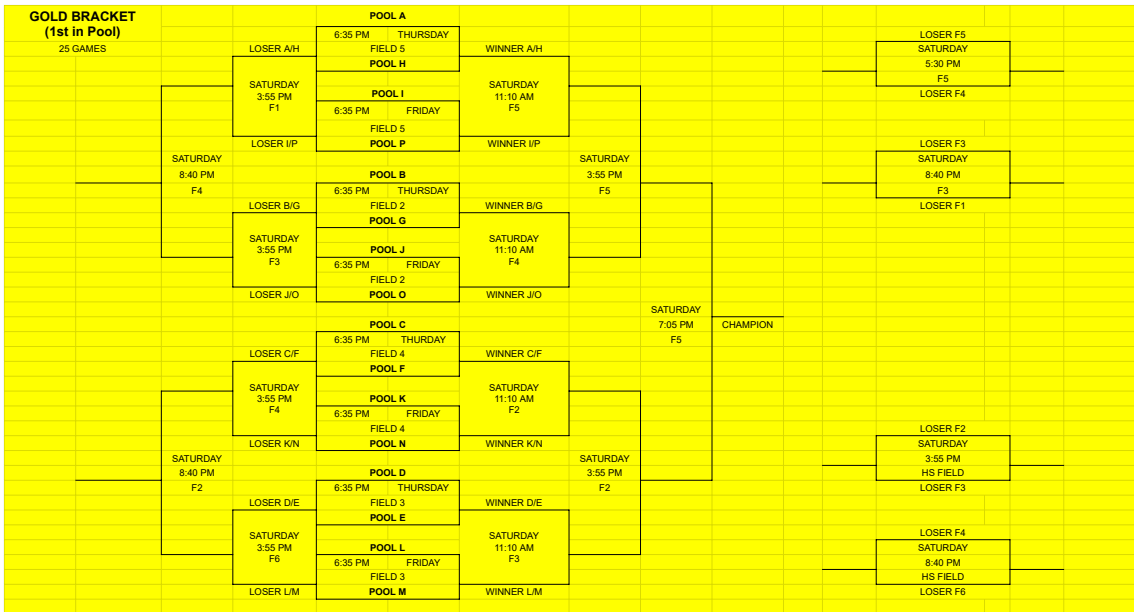 GOLD BRACKET
(1st in Pool)
25 GAMES
POOL A
6:35 PM THURSDAY
LOSER A/H FIELD 5 WINNER A/H
POOL H
SATURDAY
3:55 PM
F1
SATURDAY
11:10 AM
F5
POOL I
6:35 PM FRIDAY
FIELD 5
LOSER I/P POOL P WINNER I/P
SATURDAY
8:40 PM
F4
SATURDAY
3:55 PM
F5
POOL B
6:35 PM THURSDAY
LOSER B/G FIELD 2 WINNER B/G
POOL G
SATURDAY
3:55 PM
F3
SATURDAY
11:10 AM
F4
POOL J
6:35 PM FRIDAY
FIELD 2
LOSER J/O POOL O WINNER J/O
SATURDAY
7:05 PM
F5
CHAMPION
POOL C
6:35 PM THURDAY
LOSER C/F FIELD 4 WINNER C/F
POOL F
SATURDAY
3:55 PM
F4
SATURDAY
11:10 AM
F2
POOL K
6:35 PM FRIDAY
FIELD 4
LOSER K/N POOL N WINNER K/N
SATURDAY
8:40 PM
F2
SATURDAY
3:55 PM
F2
POOL D
6:35 PM THURSDAY
LOSER D/E FIELD 3 WINNER D/E
POOL E
SATURDAY
3:55 PM
F6
SATURDAY
11:10 AM
F3
POOL L
6:35 PM FRIDAY
FIELD 3
LOSER L/M POOL M WINNER L/M
LOSER F5
SATURDAY
5:30 PM
F5
LOSER F4
LOSER F3
SATURDAY
8:40 PM
F3
LOSER F1
LOSER F2
SATURDAY
3:55 PM
HS FIELD
LOSER F3
LOSER F4
SATURDAY
8:40 PM
HS FIELD
LOSER F6